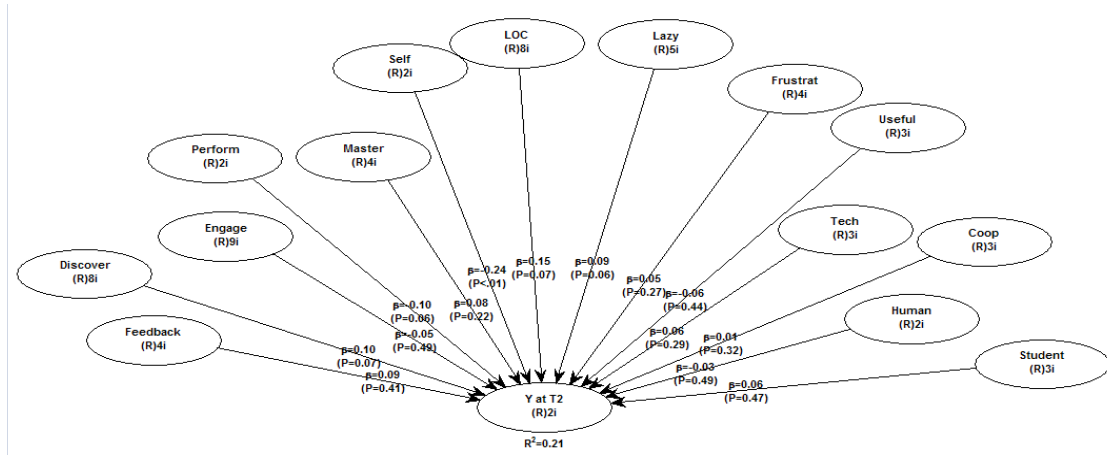 LOC
(R)8i
Lazy
(R)5i
Self
(R)2i
Frustrat
(R)4i
Useful
(R)3i
Perform
(R)2i
Master
(R)4i
Engage
(R)9i
Tech
(R)3i
Coop
(R)3i
Discover
(R)8i
Human
(R)2i
Feedback
(R)4i
Student
(R)3i
β=-0.24
(P<.01)
β=0.15
(P=0.07)
β=0.09
(P=0.06)
β=0.05
(P=0.27)
β=-0.06
(P=0.44)
β=-0.10
(P=0.06)
β=0.08
(P=0.22)
β=-0.05
(P=0.49)
β=0.06
(P=0.29)
β=0.01
(P=0.32)
β=0.10
(P=0.07)
β=0.09
(P=0.41)
β=-0.03
(P=0.49)
β=0.06
(P=0.47)
Y at T2
(R)2i
R²=0.21